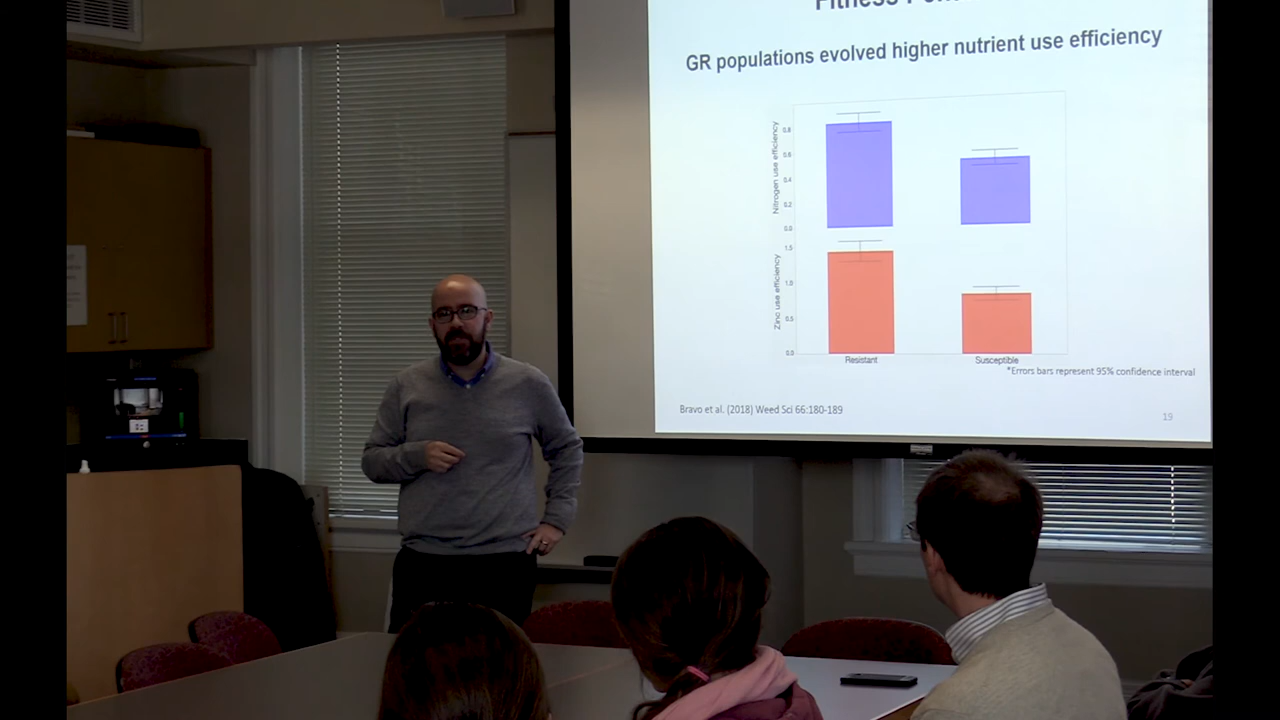 GR populations evolved higher nutrient use efficiency
Nitrogen use efficiency
0.8
0.6
0.4
0.2
0.0
Zinc use efficiency
1.5
1.0
0.5
0.0
Resistant
Susceptible
*Errors bars represent 95% confidence interval
Bravo et al. (2018) Weed Sci 66:180-189
19